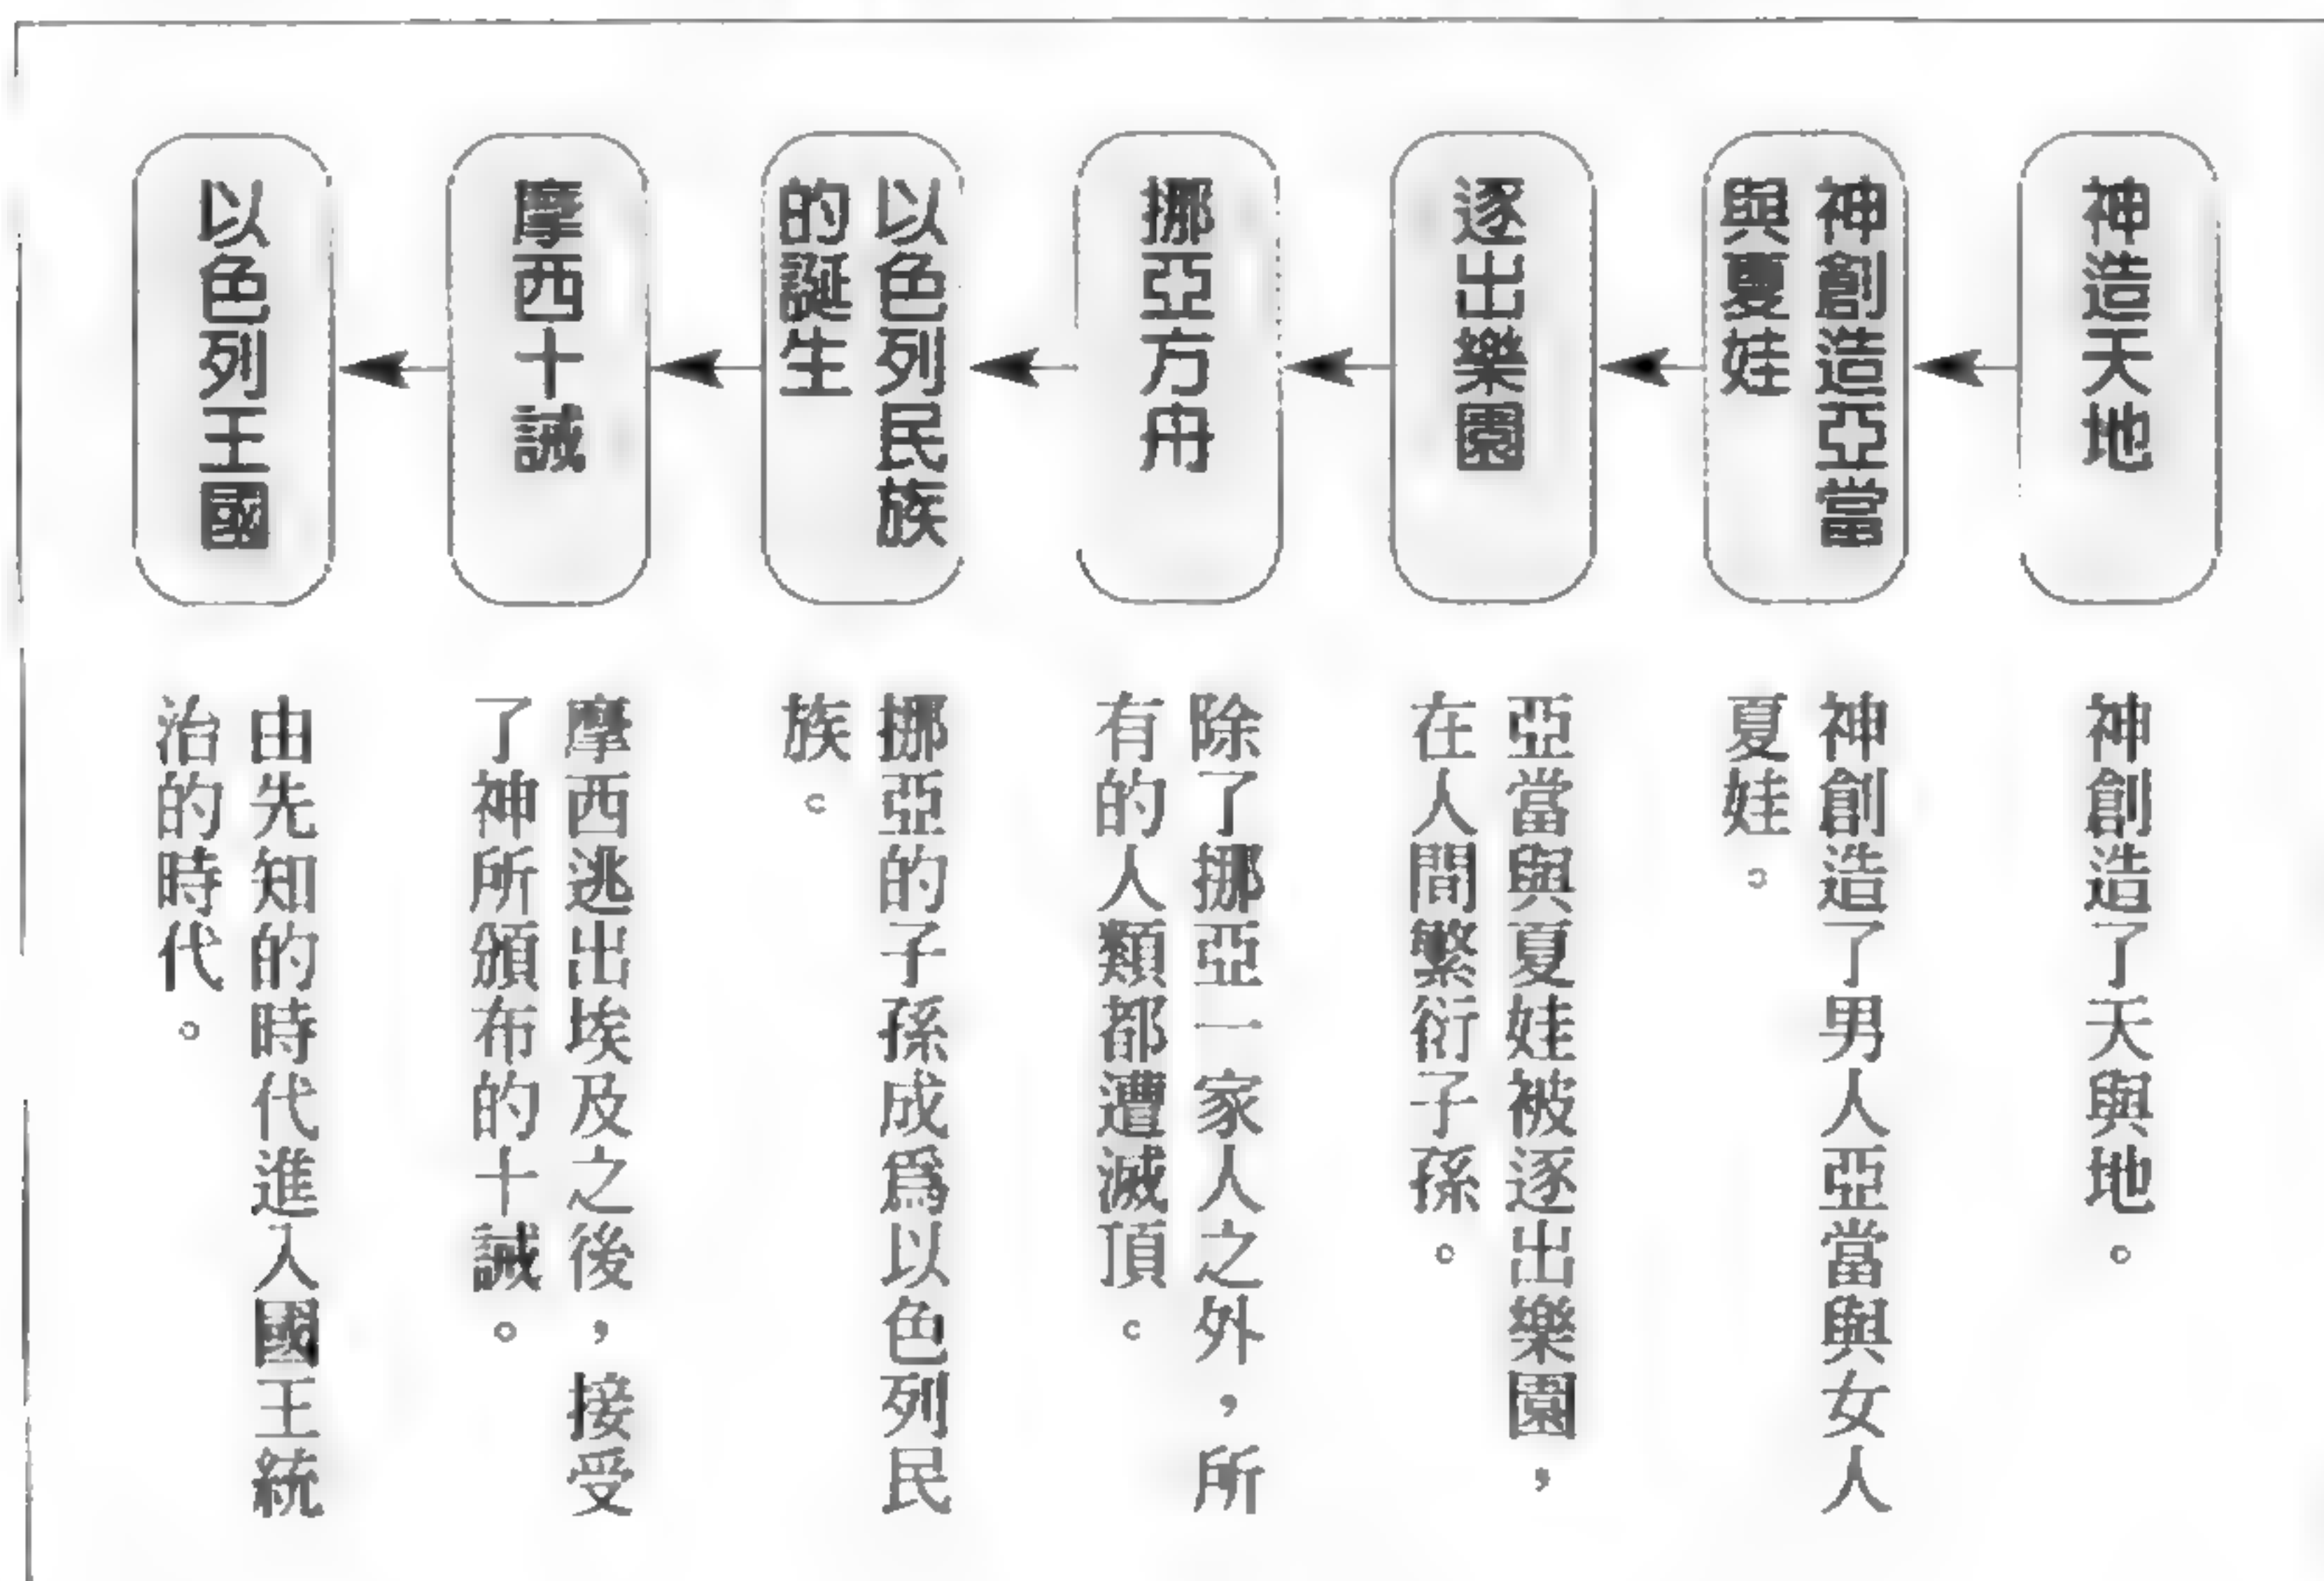 神造天地
神創造了天與地。
神創造亞當
與夏娃
神創造了男人亞當與女人
夏娃。
逐出樂園
亞當與夏娃被逐出樂園，
在人間繁衍子孫。
挪亞方舟
除了挪亞一家人之外，所
有的人類都遭滅頂。
以色列民族
的誕生
挪亞的子孫成爲以色列民
族。
摩西十誡
摩西逃出埃及之後，接受
了神所頒布的十誡。
以色列王國
由先知的時代進入國王統
治的時代。